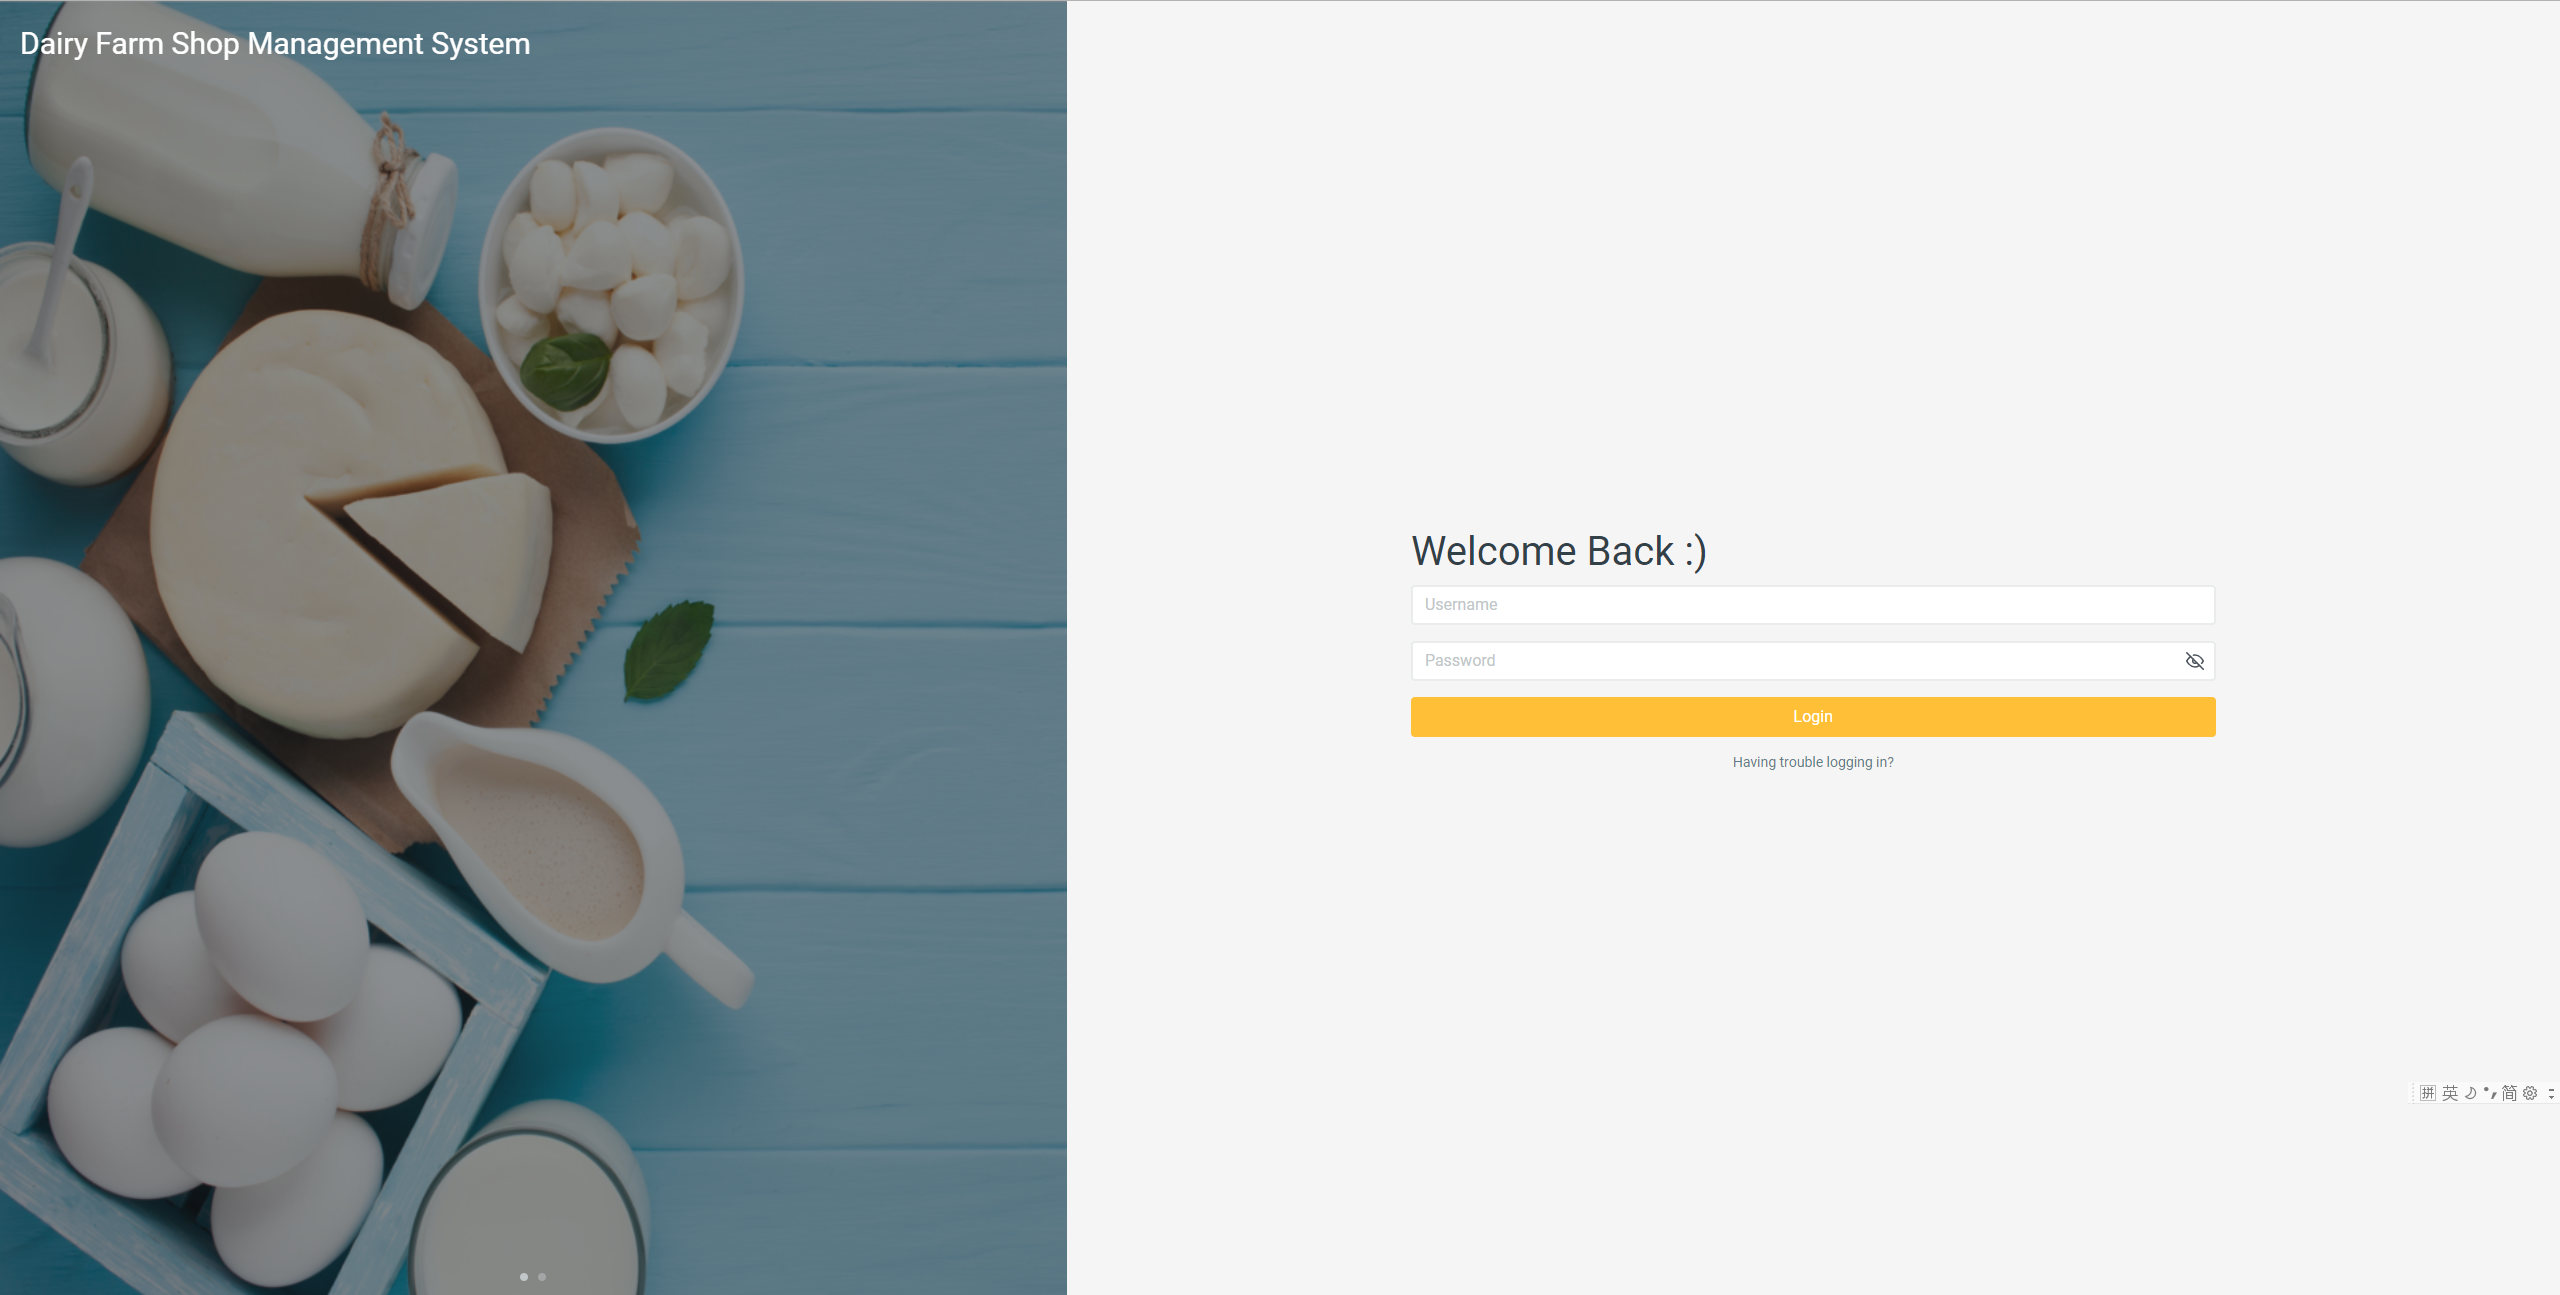 Dairy Farm Shop Management System
Welcome Back :)
Username
Password
Login
Having trouble logging in?
拼 英 简